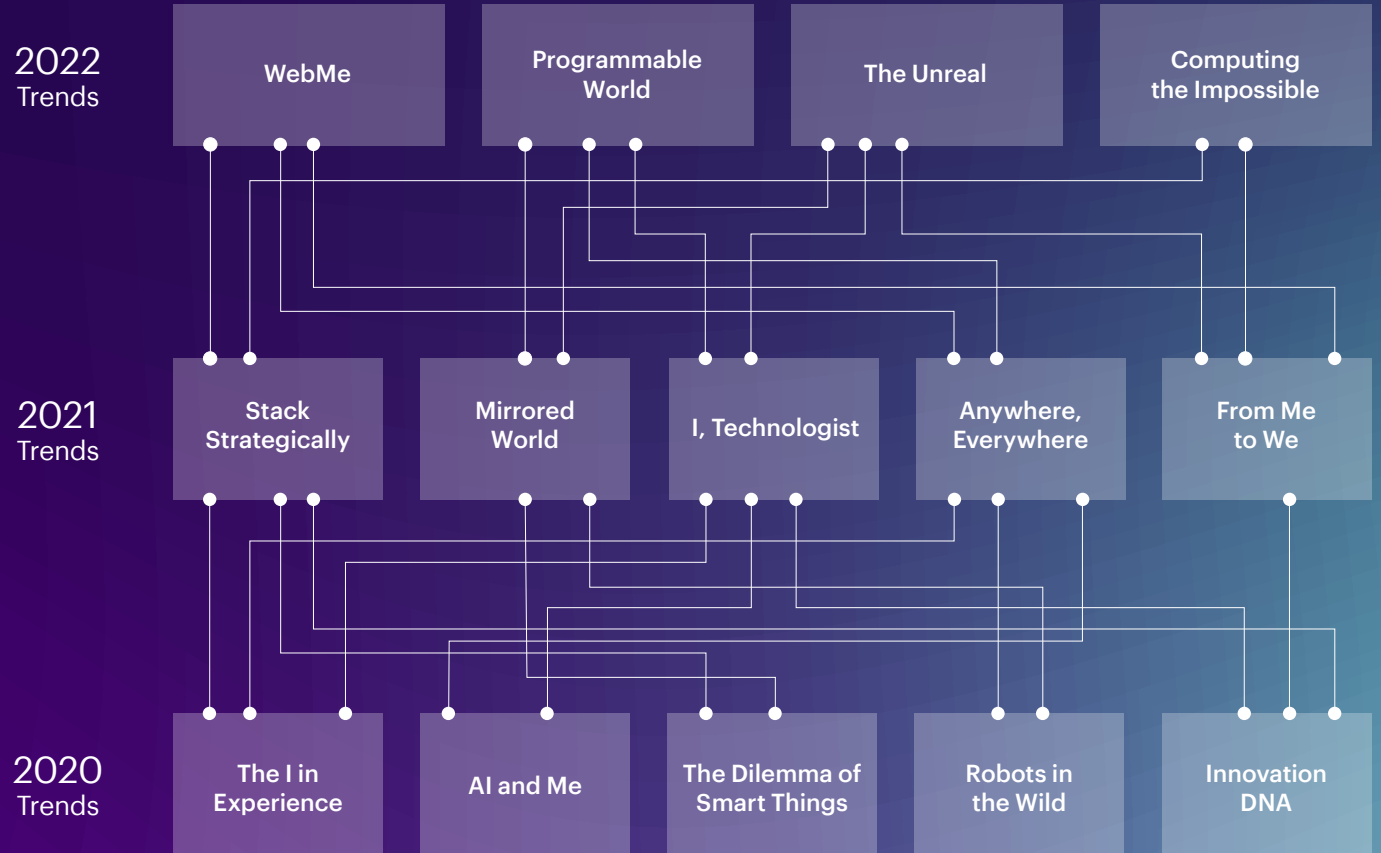 2022
Trends
WebMe
Programmable
World
The Unreal
Computing
the Impossible
2021
Trends
Stack
Strategically
Mirrored
World
I, Technologist
Anywhere,
Everywhere
From Me
to We
2020
Trends
The I in
Experience
AI and Me
The Dilemma of
Smart Things
Robots in
the Wild
Innovation
DNA